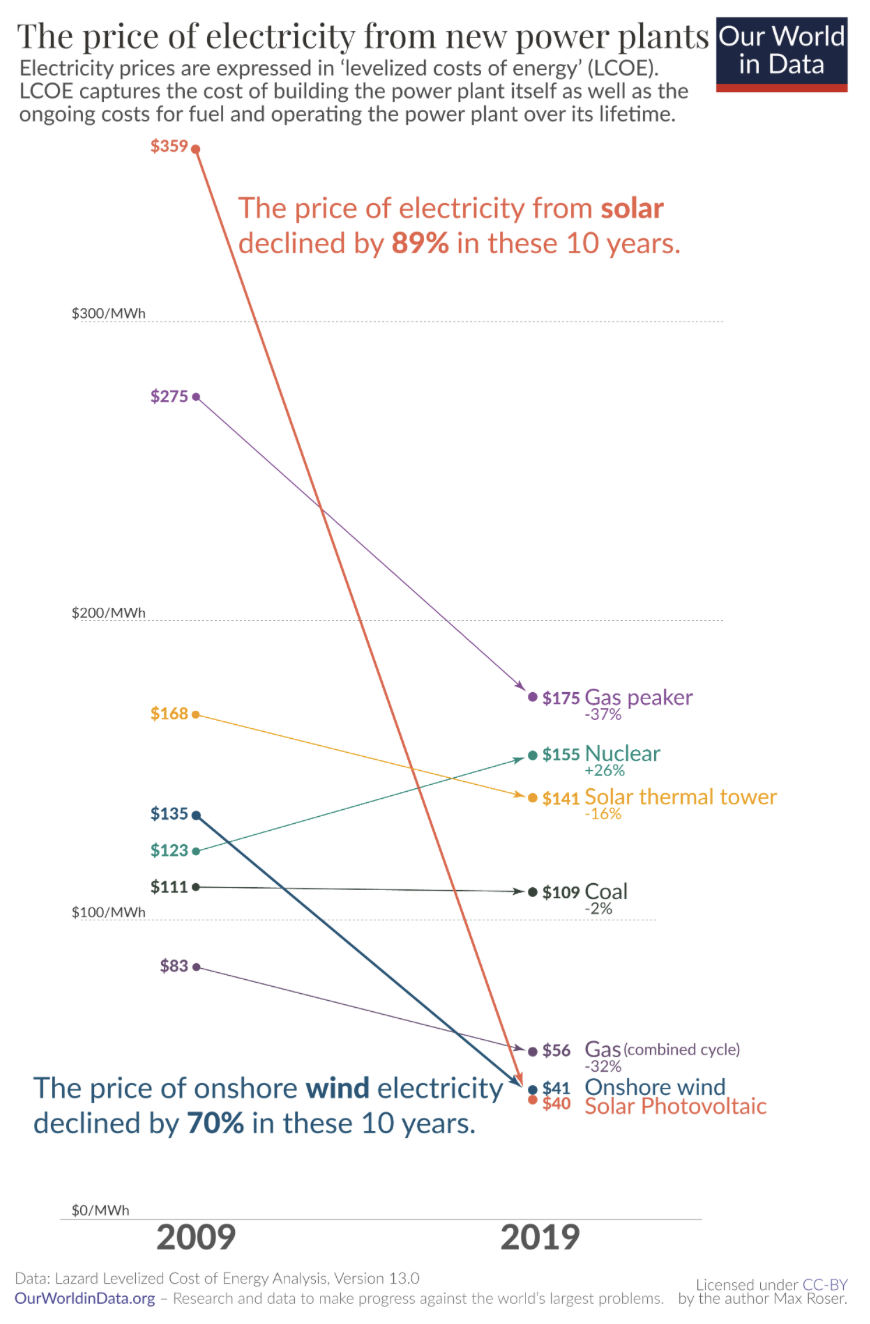 The price of electricity from new power plants
Our World
in Data
Electricity prices are expressed in ‘levelized costs of energy’ (LCOE).
LCOE captures the cost of building the power plant itself as well as the
ongoing costs for fuel and operating the power plant over its lifetime.
$359
The price of electricity from solar
declined by 89% in these 10 years.
$300/MWh
$275
$200/MWh
$175 Gas peaker
-37%
$168
$155 Nuclear
+26%
$141 Solar thermal tower
-16%
$135
$123
$111
$109 Coal
-2%
$100/MWh
$83
$56 Gas (combined cycle)
-32%
$41 Onshore wind
$40 Solar Photovoltaic
The price of onshore wind electricity
declined by 70% in these 10 years.
$0/MWh
2009 2019
Data: Lazard Levelized Cost of Energy Analysis, Version 13.0
OurWorldinData.org – Research and data to make progress against the world’s largest problems.
Licensed under CC-BY
by the author Max Roser.